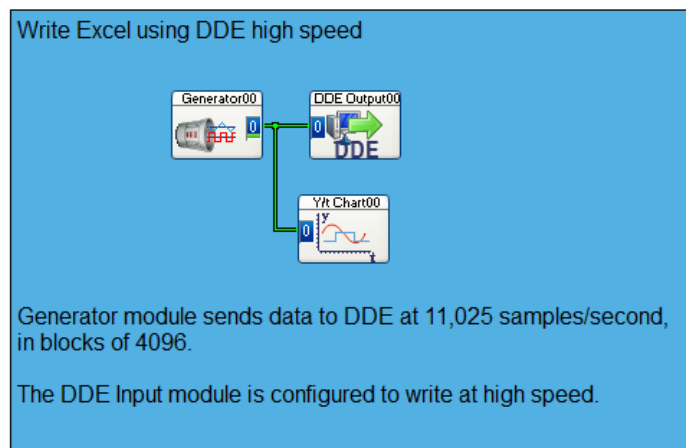 Write Excel using DDE high speed
Generator00
DDE Output00
0
0
DDE
Y/t Chart00
0
y
t
Generator module sends data to DDE at 11,025 samples/second,
in blocks of 4096.
The DDE Input module is configured to write at high speed.